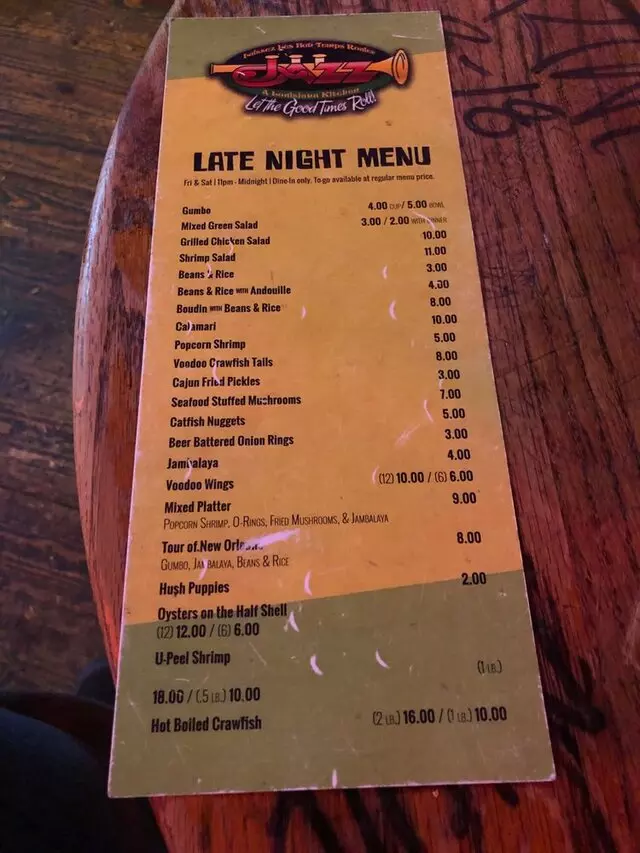 Laissez Les Bon Temps Roulez
JAZZ
A Louisiana Kitchen
Let the Good Times Roll!
LATE NIGHT MENU
Fri & Sat | 11pm - Midnight | Dine-In only. To-go available at regular menu price.
Gumbo 4.00 CUP / 5.00 BOWL
Mixed Green Salad 3.00 / 2.00 WITH DINNER
Grilled Chicken Salad 10.00
Shrimp Salad 11.00
Beans & Rice 3.00
Beans & Rice WITH Andouille 4.00
Boudin WITH Beans & Rice 8.00
Calamari 10.00
Popcorn Shrimp 5.00
Voodoo Crawfish Tails 8.00
Cajun Fried Pickles 3.00
Seafood Stuffed Mushrooms 7.00
Catfish Nuggets 5.00
Beer Battered Onion Rings 3.00
Jambalaya 4.00
Voodoo Wings (12) 10.00 / (6) 6.00
Mixed Platter 9.00
POPCORN SHRIMP, O-RINGS, FRIED MUSHROOMS, & JAMBALAYA
Tour of New Orleans 8.00
GUMBO, JAMBALAYA, BEANS & RICE
Hush Puppies 2.00
Oysters on the Half Shell
(12) 12.00 / (6) 6.00
U-Peel Shrimp (1 LB.)
18.00 / (.5 LB.) 10.00
Hot Boiled Crawfish (2 LB.) 16.00 / (1 LB.) 10.00